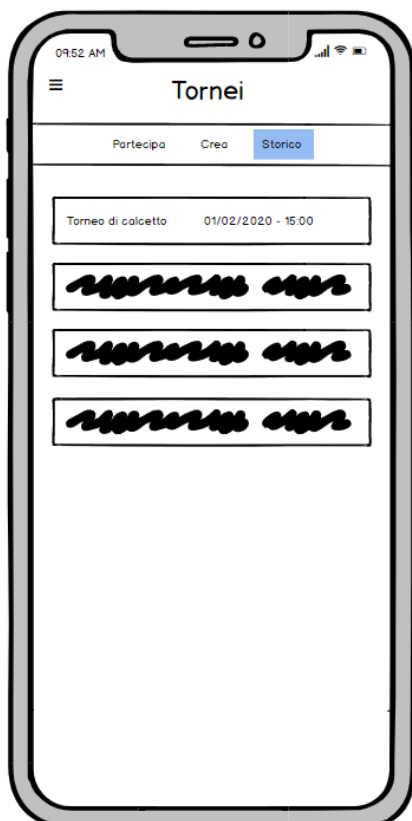 09:52 AM
Tornei
Partecipa Crea Storico
Torneo di calcetto 01/02/2020 - 15:00